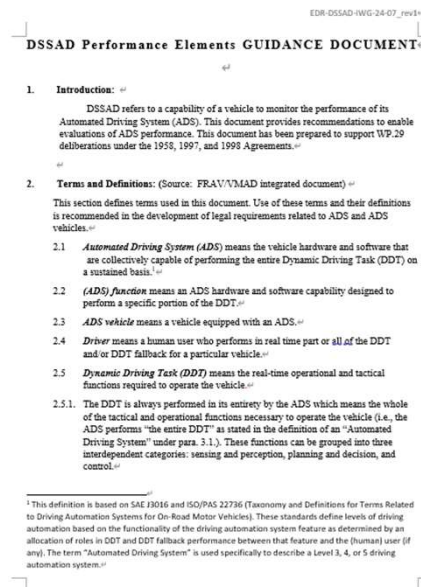 EDR-DSSAD-IWG-24-07_rev1
DSSAD Performance Elements GUIDANCE DOCUMENT
1. Introduction:
DSSAD refers to a capability of a vehicle to monitor the performance of its
Automated Driving System (ADS). This document provides recommendations to enable
evaluations of ADS performance. This document has been prepared to support WP.29
deliberations under the 1958, 1997, and 1998 Agreements.
2. Terms and Definitions: (Source: FRAV/VMAD integrated document)
This section defines terms used in this document. Use of these terms and their definitions
is recommended in the development of legal requirements related to ADS and ADS
vehicles.
2.1 Automated Driving System (ADS) means the vehicle hardware and software that
are collectively capable of performing the entire Dynamic Driving Task (DDT) on
a sustained basis.1
2.2 (ADS) function means an ADS hardware and software capability designed to
perform a specific portion of the DDT.
2.3 ADS vehicle means a vehicle equipped with an ADS.
2.4 Driver means a human user who performs in real time part or all of the DDT
and/or DDT fallback for a particular vehicle.
2.5 Dynamic Driving Task (DDT) means the real-time operational and tactical
functions required to operate the vehicle.
2.5.1. The DDT is always performed in its entirety by the ADS which means the whole
of the tactical and operational functions necessary to operate the vehicle (i.e., the
ADS performs "the entire DDT" as stated in the definition of an "Automated
Driving System" under para. 3.1.). These functions can be grouped into three
interdependent categories: sensing and perception, planning and decision, and
control.
1 This definition is based on SAE J3016 and ISO/PAS 22736 (Taxonomy and Definitions for Terms Related
to Driving Automation Systems for On-Road Motor Vehicles). These standards define levels of driving
automation based on the functionality of the driving automation system feature as determined by an
allocation of roles in DDT and DDT fallback performance between that feature and the (human) user (if
any). The term "Automated Driving System" is used specifically to describe a Level 3, 4, or 5 driving
automation system.